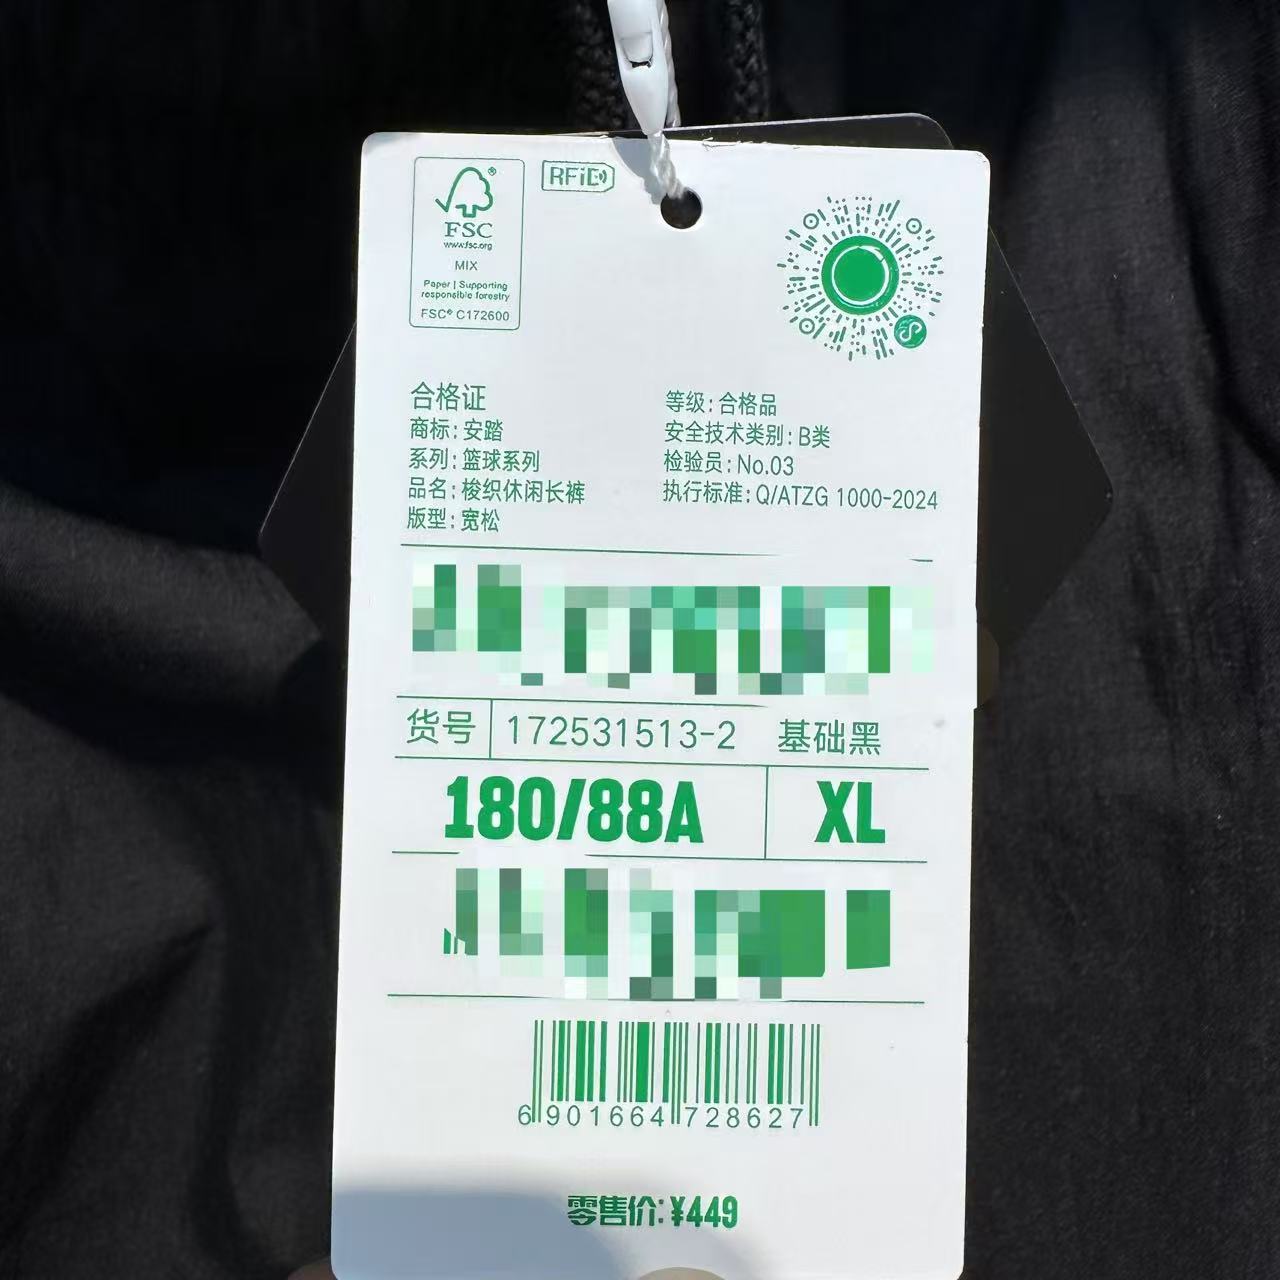 FSC
www.fsc.org
MIX
Paper | Supporting
responsible forestry
FSC® C172600
RFiD
合格证
商标:安踏
系列:篮球系列
品名:梭织休闲长裤
版型:宽松
等级:合格品
安全技术类别:B类
检验员:No.03
执行标准:Q/ATZG 1000-2024
货号 172531513-2 基础黑
180/88A XL
6901664728627
零售价:¥449